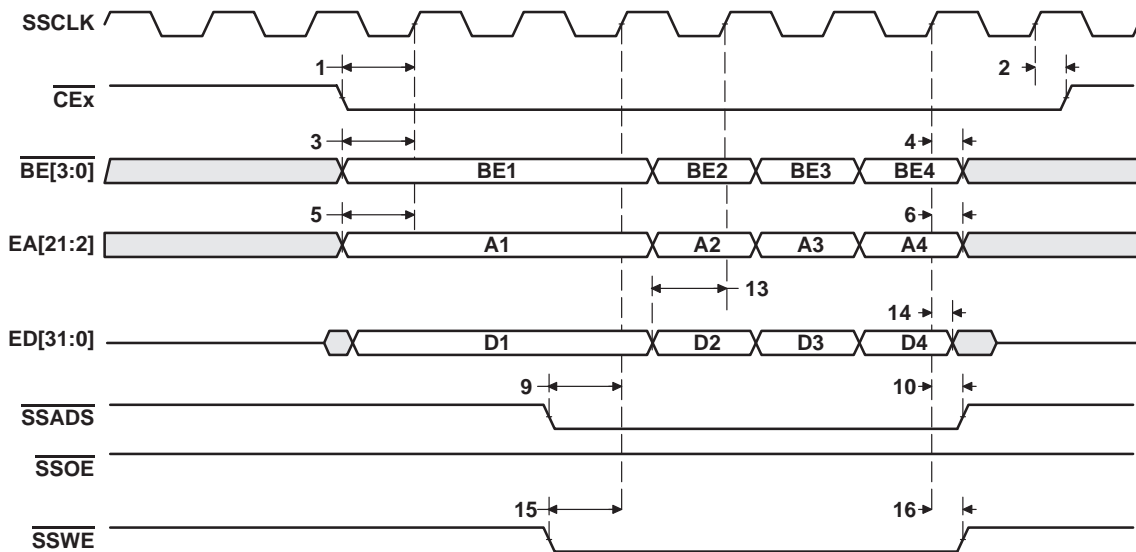 SSCLK
1 2
CEx
3 4
BE[3:0] BE1 BE2 BE3 BE4
5 6
EA[21:2] A1 A2 A3 A4
13
14
ED[31:0] D1 D2 D3 D4
9 10
SSADS
SSOE
15 16
SSWE